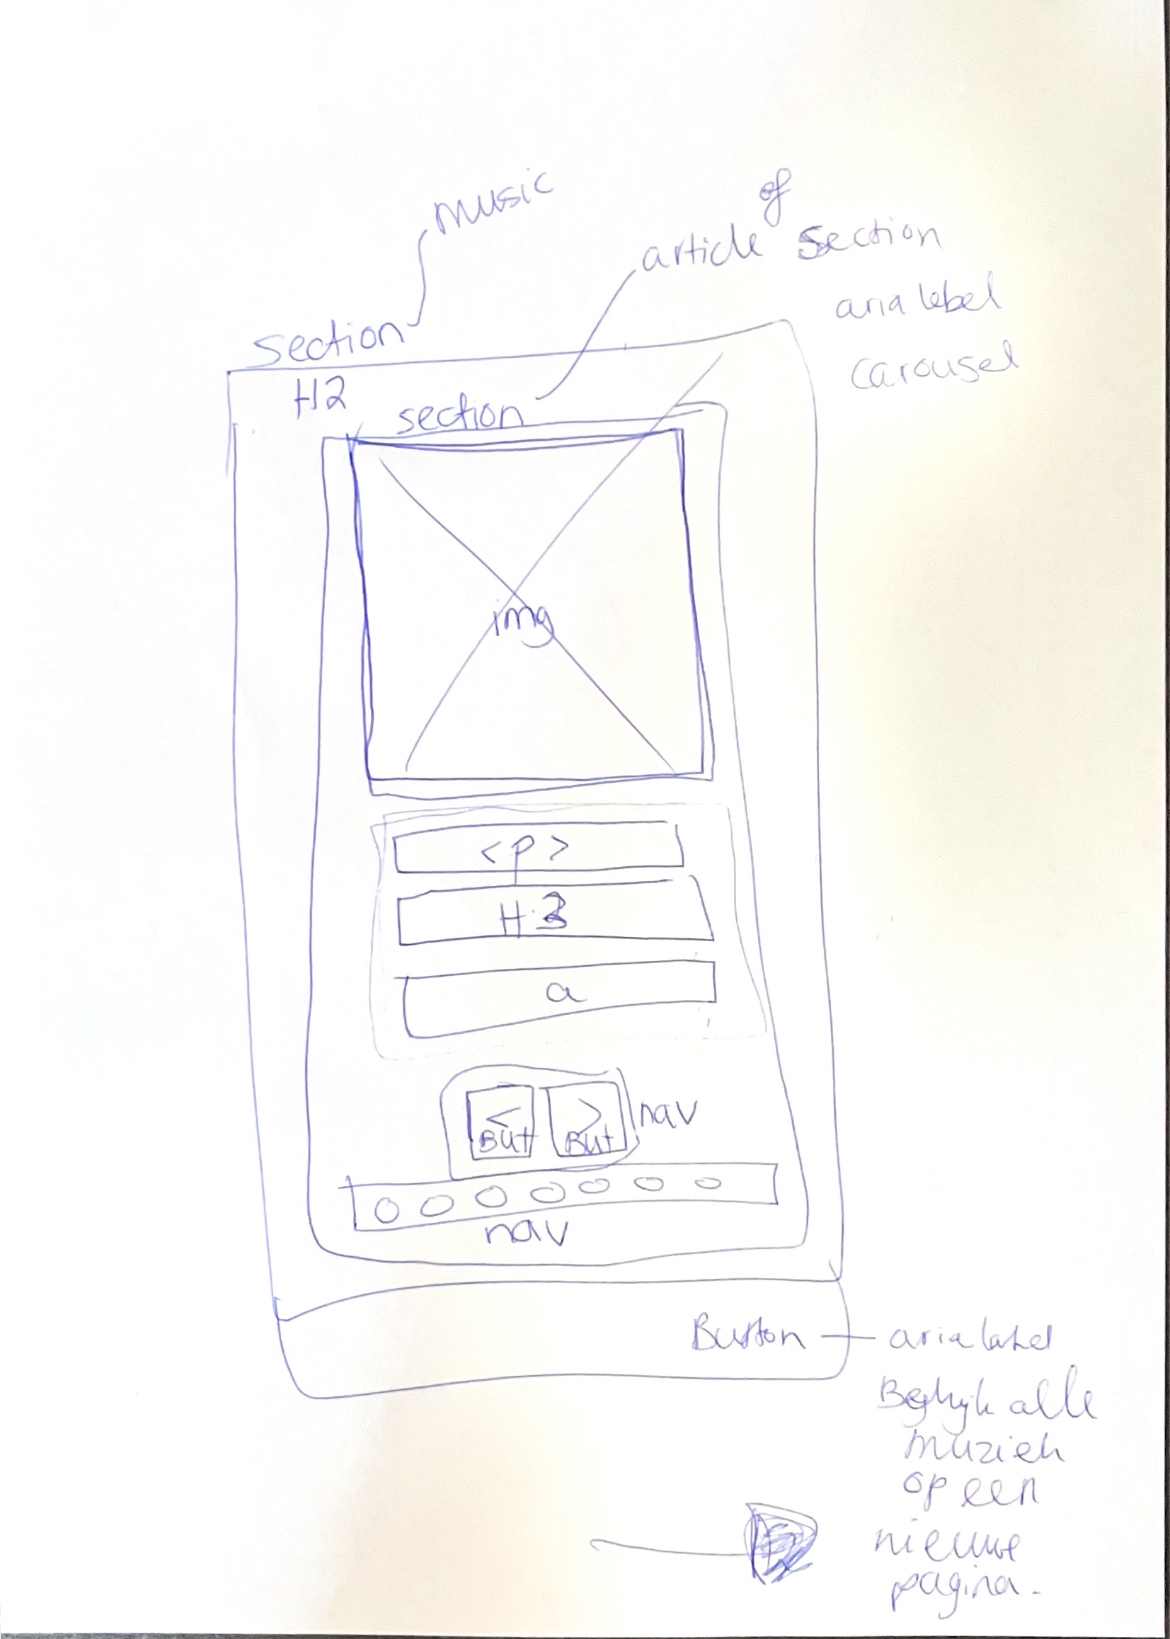 music
of
article section
aria label
carousel
section
H2
section
img
<p>
H3
a
< >
But But
nav
nav
Button
aria label
alle
muziek
op een
nieuwe
pagina.